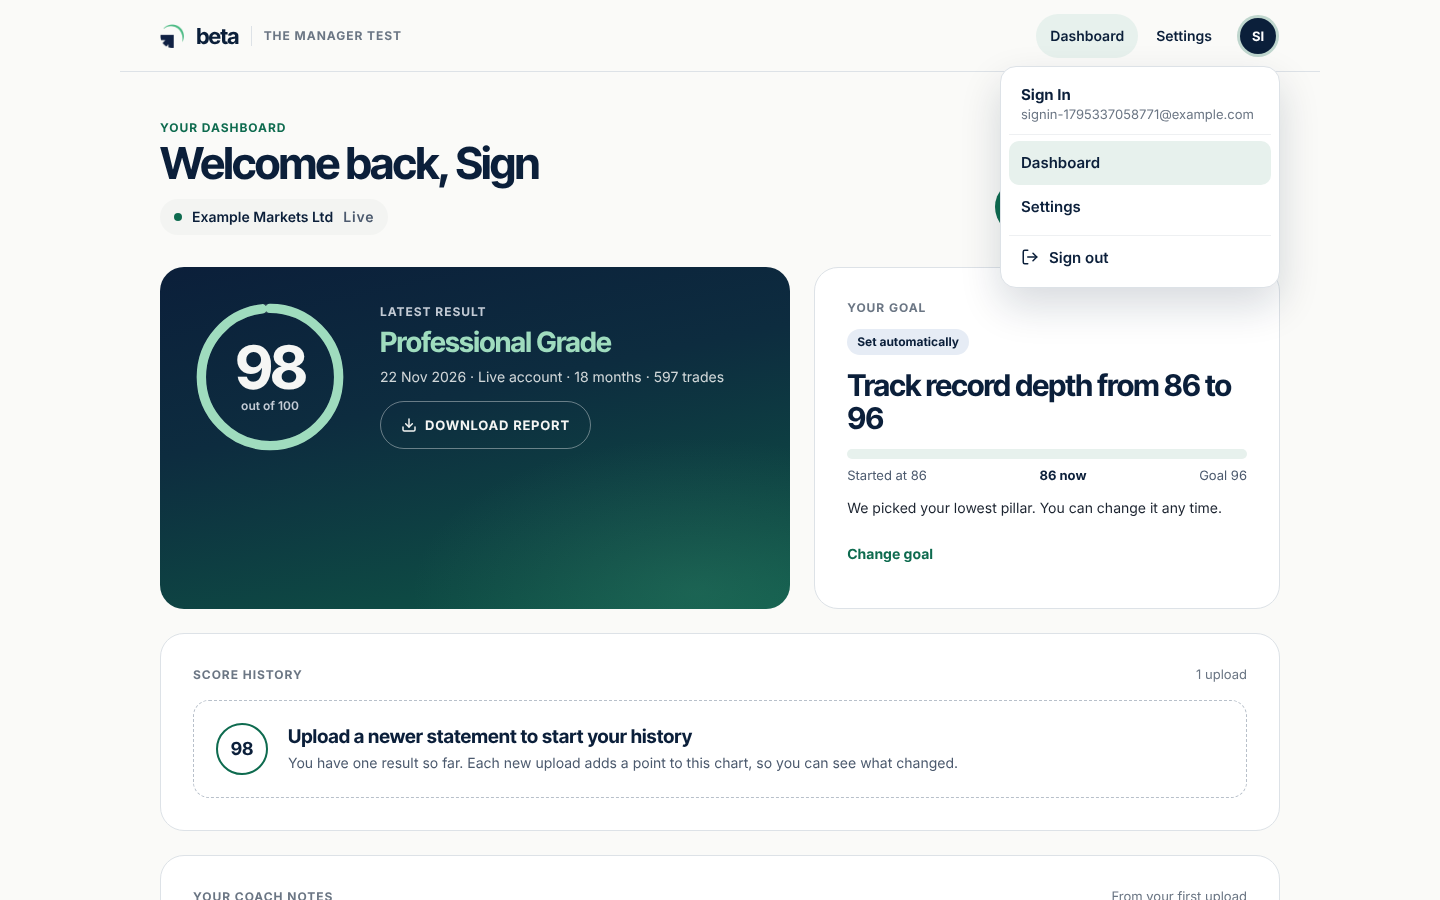 beta
THE MANAGER TEST
Dashboard
Settings
SI
Sign In
signin-1795337058771@example.com
Dashboard
Settings
Sign out
YOUR DASHBOARD
Welcome back, Sign
Example Markets Ltd Live
98
out of 100
LATEST RESULT
Professional Grade
22 Nov 2026 · Live account · 18 months · 597 trades
DOWNLOAD REPORT
YOUR GOAL
Set automatically
Track record depth from 86 to
96
Started at 86
86 now
Goal 96
We picked your lowest pillar. You can change it any time.
Change goal
SCORE HISTORY
1 upload
98
Upload a newer statement to start your history
You have one result so far. Each new upload adds a point to this chart, so you can see what changed.
YOUR COACH NOTES
From your first upload